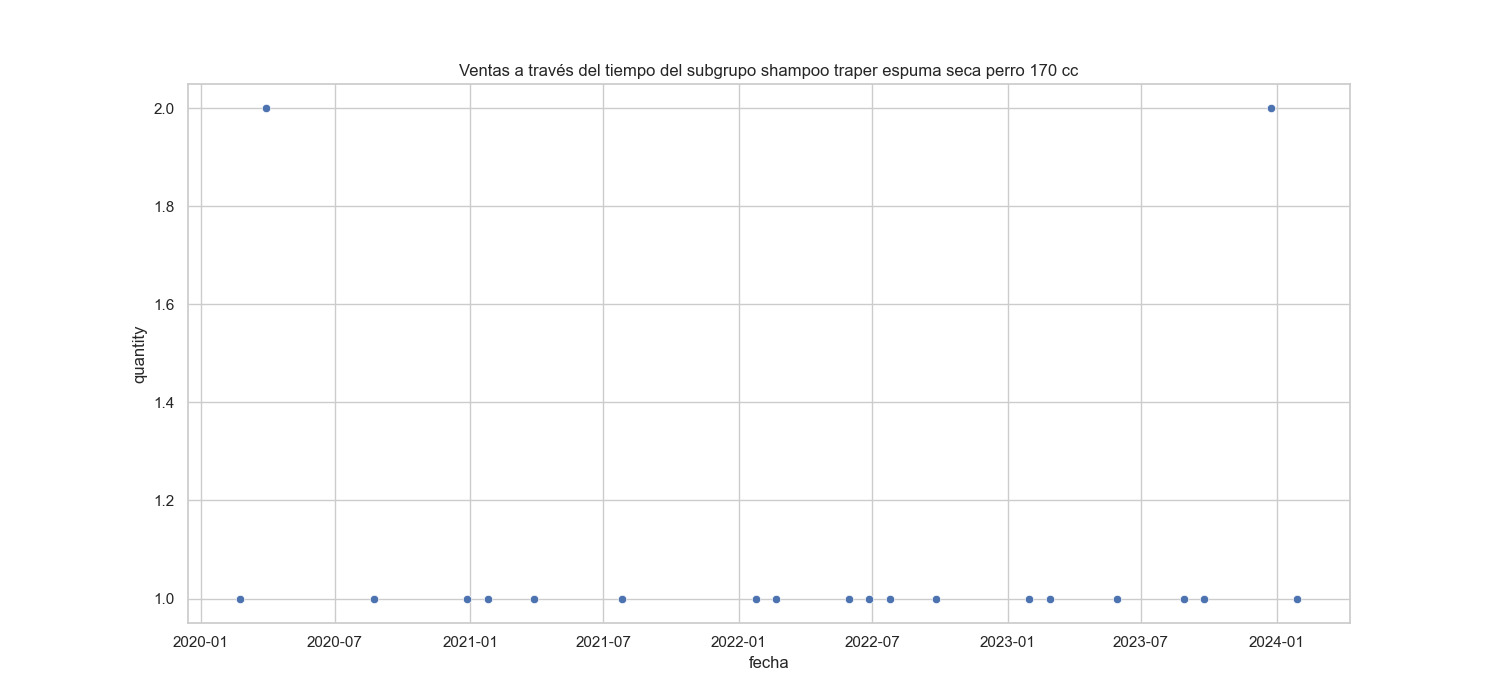 Ventas a través del tiempo del subgrupo shampoo traper espuma seca perro 170 cc
2.0
1.8
1.6
1.4
1.2
1.0
quantity
2020-01 2020-07 2021-01 2021-07 2022-01 2022-07 2023-01 2023-07 2024-01
fecha